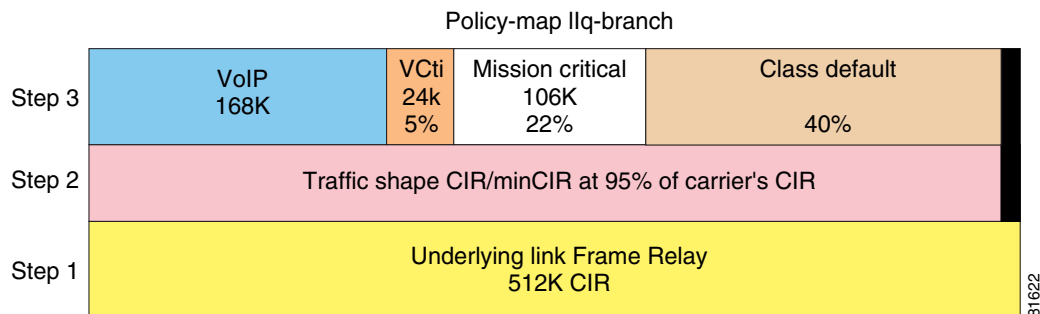 Policy-map llq-branch
Step 3
VoIP
168K
VCti
24k
5%
Mission critical
106K
22%
Class default
40%
Step 2
Traffic shape CIR/minCIR at 95% of carrier's CIR
Step 1
Underlying link Frame Relay
512K CIR
81622